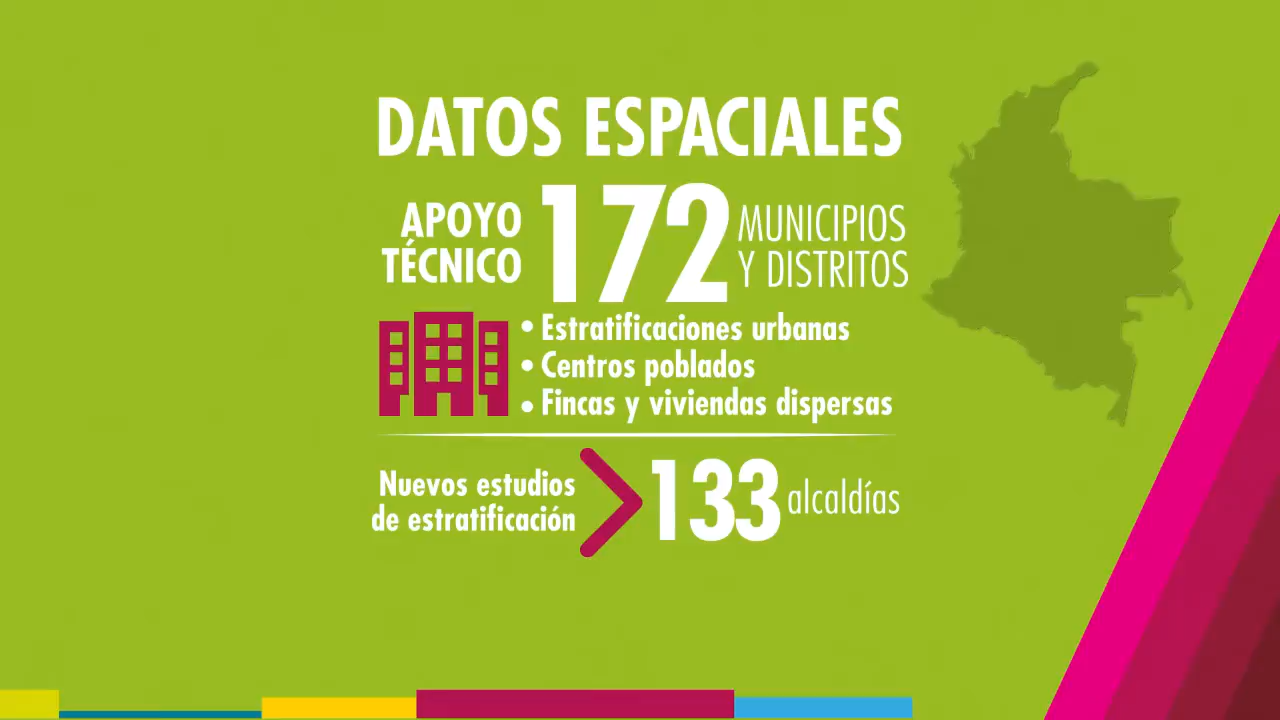 DATOS ESPACIALES
APOYO
TÉCNICO
172
MUNICIPIOS
Y DISTRITOS
• Estratificaciones urbanas
• Centros poblados
• Fincas y viviendas dispersas
Nuevos estudios
de estratificación
133
alcaldías